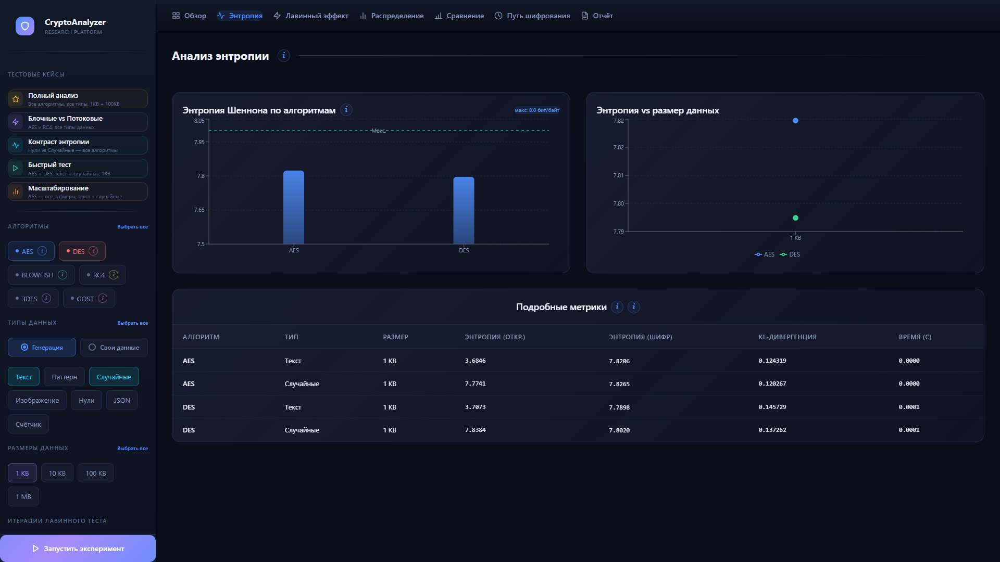 CryptoAnalyzer
RESEARCH PLATFORM
ТЕСТОВЫЕ КЕЙСЫ
Полный анализ
Все алгоритмы, все типы, 1KB + 100KB
Блочные vs Потоковые
AES и RC4, все типы данных
Контраст энтропии
Нули vs Случайные — все алгоритмы
Быстрый тест
AES + DES, текст + случайные, 1KB
Масштабирование
AES — все размеры, текст + случайные
АЛГОРИТМЫ Выбрать все
AES i DES i
BLOWFISH i RC4 i
3DES i GOST i
ТИПЫ ДАННЫХ Выбрать все
Генерация Свои данные
Текст Паттерн Случайные
Изображение Нули JSON
Счётчик
РАЗМЕРЫ ДАННЫХ Выбрать все
1 KB 10 KB 100 KB
1 MB
ИТЕРАЦИИ ЛАВИННОГО ТЕСТА
Запустить эксперимент
Обзор Энтропия Лавинный эффект Распределение Сравнение Путь шифрования Отчёт
Анализ энтропии i
Энтропия Шеннона по алгоритмам i макс: 8.0 бит/байт
8.05
Макс.
7.95
7.8
7.65
7.5
AES DES
Энтропия vs размер данных
7.82
7.82
7.81
7.80
7.79
1 KB
AES DES
Подробные метрики i i
АЛГОРИТМ ТИП РАЗМЕР ЭНТРОПИЯ (ОТКР.) ЭНТРОПИЯ (ШИФР) KL-ДИВЕРГЕНЦИЯ ВРЕМЯ (С)
AES Текст 1 KB 3.6846 7.8206 0.124319 0.0000
AES Случайные 1 KB 7.7741 7.8265 0.120267 0.0000
DES Текст 1 KB 3.7073 7.7898 0.145729 0.0001
DES Случайные 1 KB 7.8384 7.8020 0.137262 0.0001